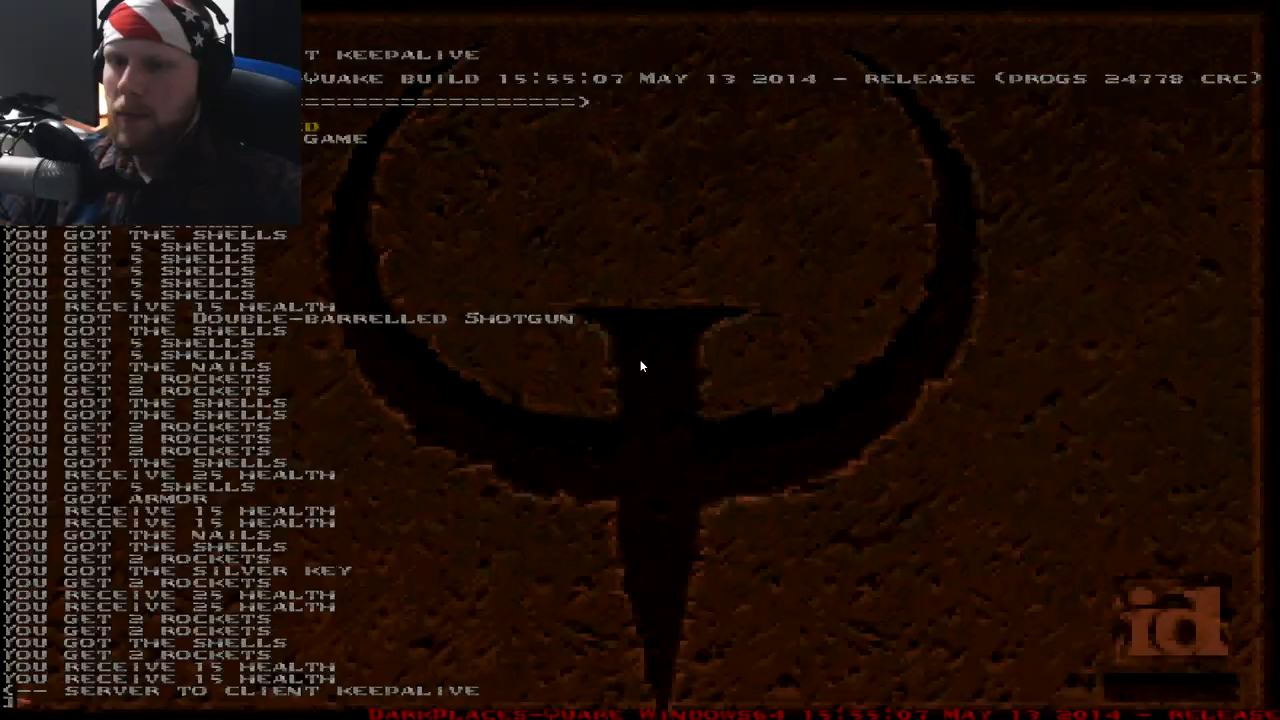 T KEEPALIVE
QUAKE BUILD 15:55:07 MAY 13 2014 - RELEASE (PROGS 24778 CRC)
==================>
D
GAME
YOU GOT THE SHELLS
YOU GET 5 SHELLS
YOU GET 5 SHELLS
YOU GET 5 SHELLS
YOU GET 5 SHELLS
YOU GET 5 SHELLS
YOU RECEIVE 15 HEALTH
YOU GOT THE DOUBLE-BARRELLED SHOTGUN
YOU GOT THE SHELLS
YOU GET 5 SHELLS
YOU GET 5 SHELLS
YOU GOT THE NAILS
YOU GET 2 ROCKETS
YOU GET 2 ROCKETS
YOU GOT THE SHELLS
YOU GOT THE SHELLS
YOU GET 2 ROCKETS
YOU GET 2 ROCKETS
YOU GET 2 ROCKETS
YOU GOT THE SHELLS
YOU RECEIVE 25 HEALTH
YOU GET 5 SHELLS
YOU GOT ARMOR
YOU RECEIVE 15 HEALTH
YOU RECEIVE 15 HEALTH
YOU GOT THE NAILS
YOU GOT THE SHELLS
YOU GET 2 ROCKETS
YOU GOT THE SILVER KEY
YOU GET 2 ROCKETS
YOU RECEIVE 25 HEALTH
YOU RECEIVE 25 HEALTH
YOU GET 2 ROCKETS
YOU GET 2 ROCKETS
YOU GOT THE SHELLS
YOU GET 2 ROCKETS
YOU RECEIVE 15 HEALTH
YOU RECEIVE 15 HEALTH
<-- SERVER TO CLIENT KEEPALIVE
]
id
DARKPLACES-QUAKE WINDOWS64 15:55:07 MAY 13 2014 - RELEASE